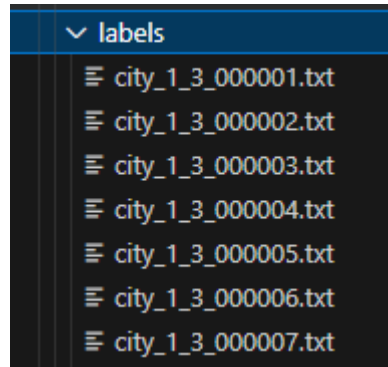 labels
city_1_3_000001.txt
city_1_3_000002.txt
city_1_3_000003.txt
city_1_3_000004.txt
city_1_3_000005.txt
city_1_3_000006.txt
city_1_3_000007.txt